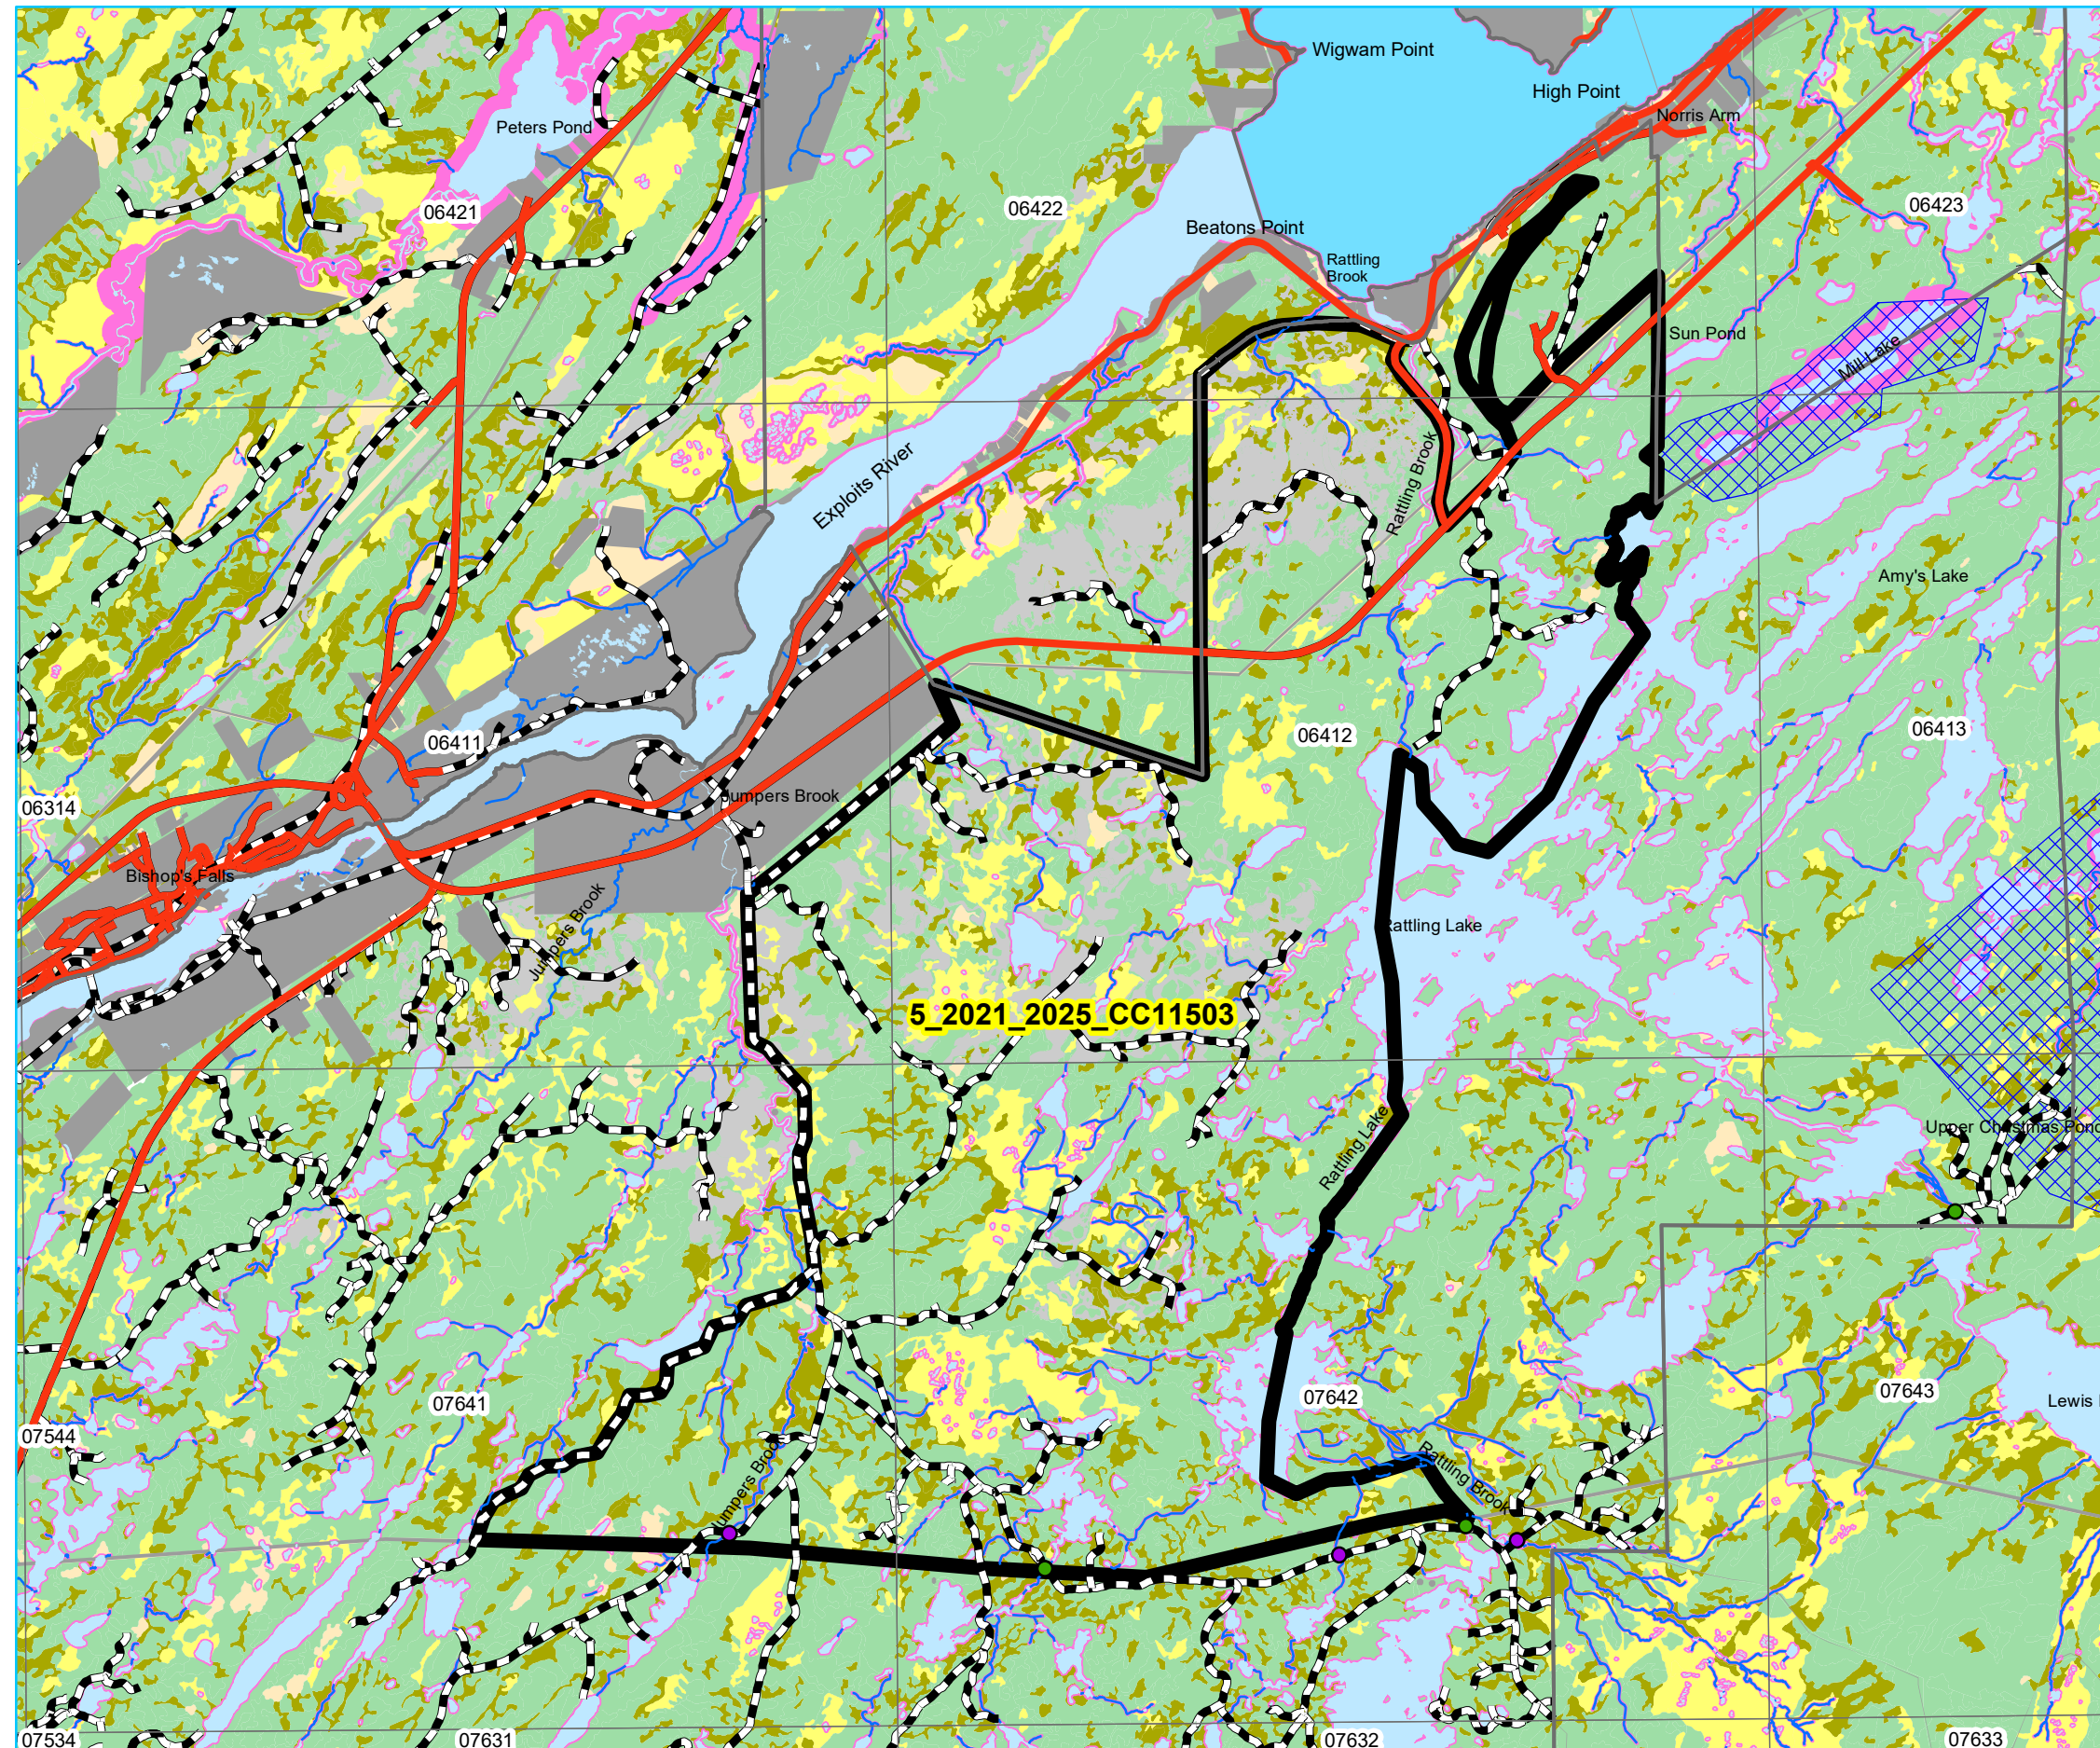 Wigwam Point
High Point
Norris Arm
Peters Pond
06421
06422
06423
Beatons Point
Rattling
Brook
Sun Pond
Mill Lake
Exploits River
Rattling Brook
Amy's Lake
06411
06412
06413
06314
Jumpers Brook
Bishop's Falls
Jumpers Brook
Rattling Lake
5_2021_2025_CC11503
Rattling Lake
Upper Christmas Pond
07641
07642
07643
Lewis
07544
Jumpers Brook
Rattling Brook
07534
07631
07632
07633